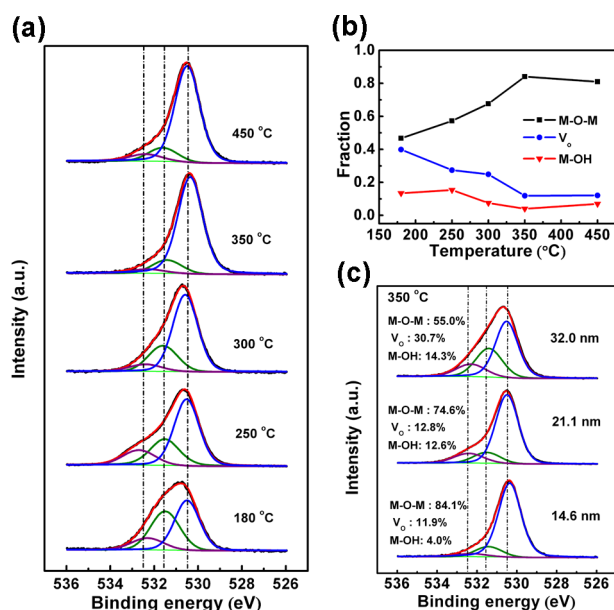 (a)
450 °C
350 °C
300 °C
250 °C
180 °C
Intensity (a.u.)
536 534 532 530 528 526
Binding energy (eV)
(b)
1.0
0.8
0.6
0.4
0.2
0.0
Fraction
M-O-M
Vo
M-OH
150 200 250 300 350 400 450
Temperature (°C)
(c)
350 °C
M-O-M : 55.0%
Vo : 30.7%
M-OH: 14.3%
32.0 nm
M-O-M : 74.6%
Vo : 12.8%
M-OH : 12.6%
21.1 nm
M-O-M : 84.1%
Vo : 11.9%
M-OH: 4.0%
14.6 nm
Intensity (a.u.)
536 534 532 530 528 526
Binding energy (eV)